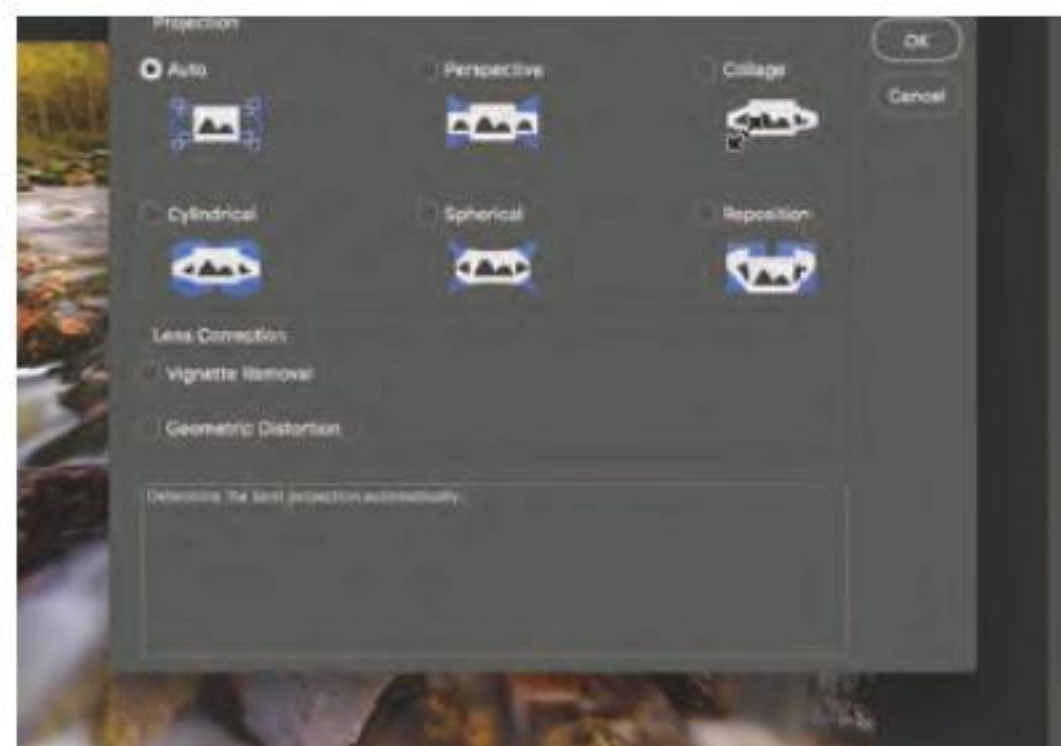 Projection
OK
Auto
Perspective
Collage
Cancel
Cylindrical
Spherical
Reposition
Lens Correction
Vignette Removal
Geometric Distortion
Determine the best projection automatically.